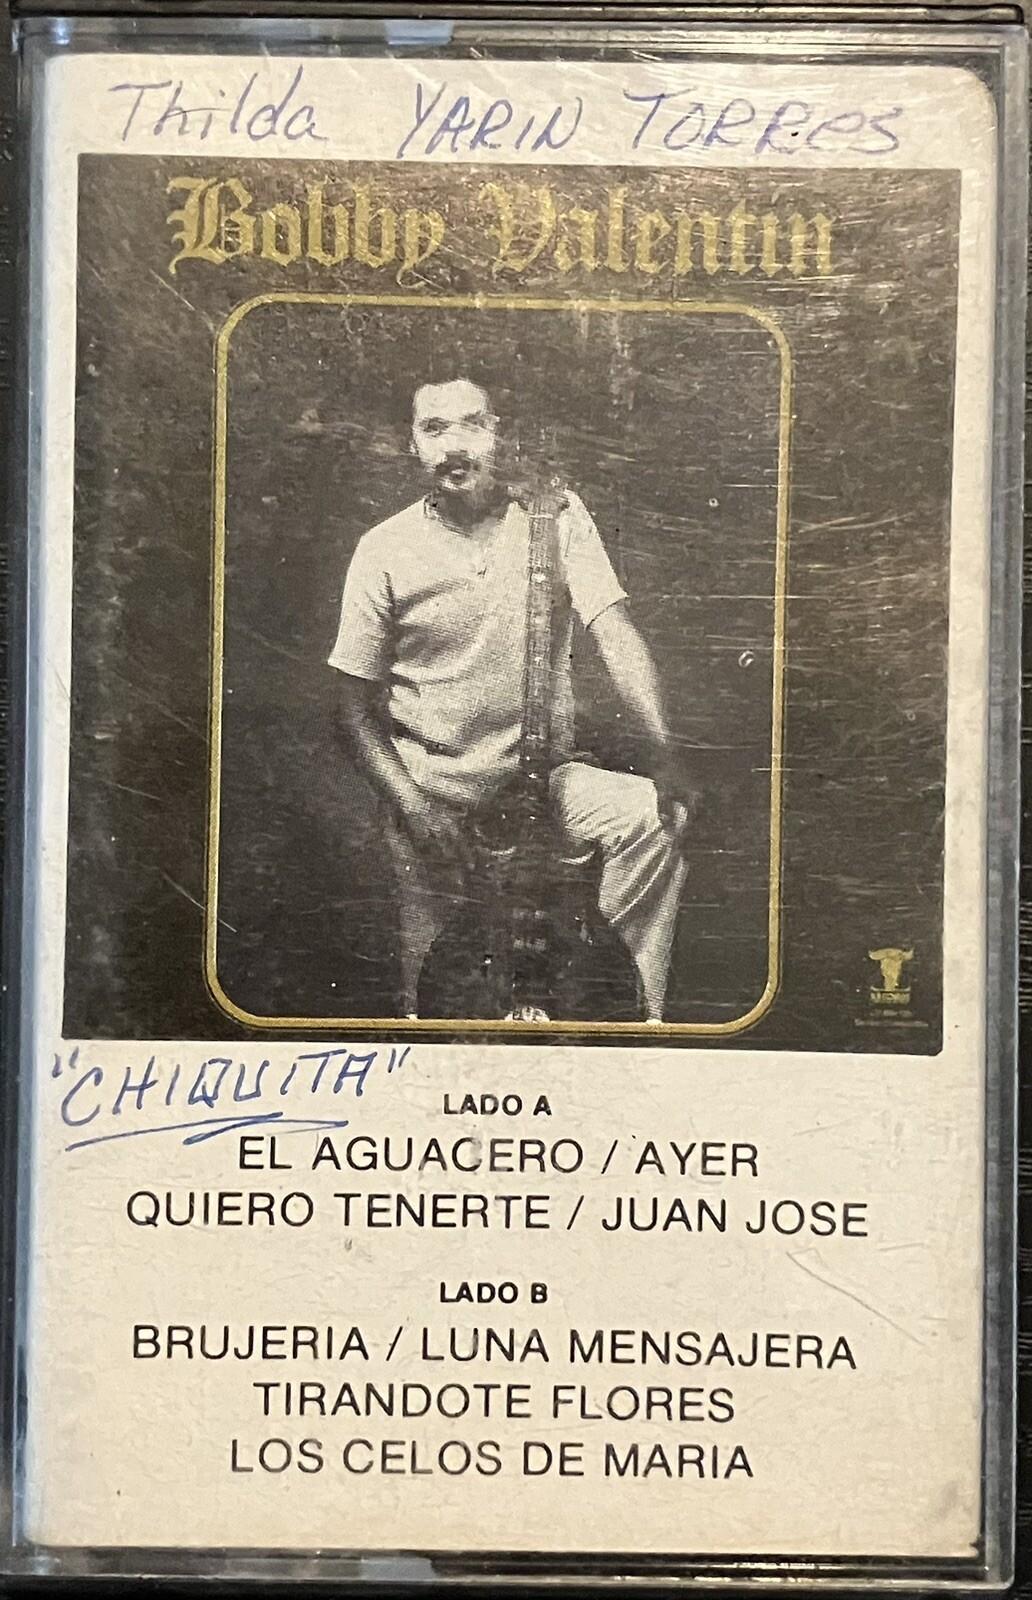 Thilda YARIN TORRes
Bobby Valentin
"CHIQUITA"
LADO A
EL AGUACERO / AYER
QUIERO TENERTE / JUAN JOSE
LADO B
BRUJERIA / LUNA MENSAJERA
TIRANDOTE FLORES
LOS CELOS DE MARIA